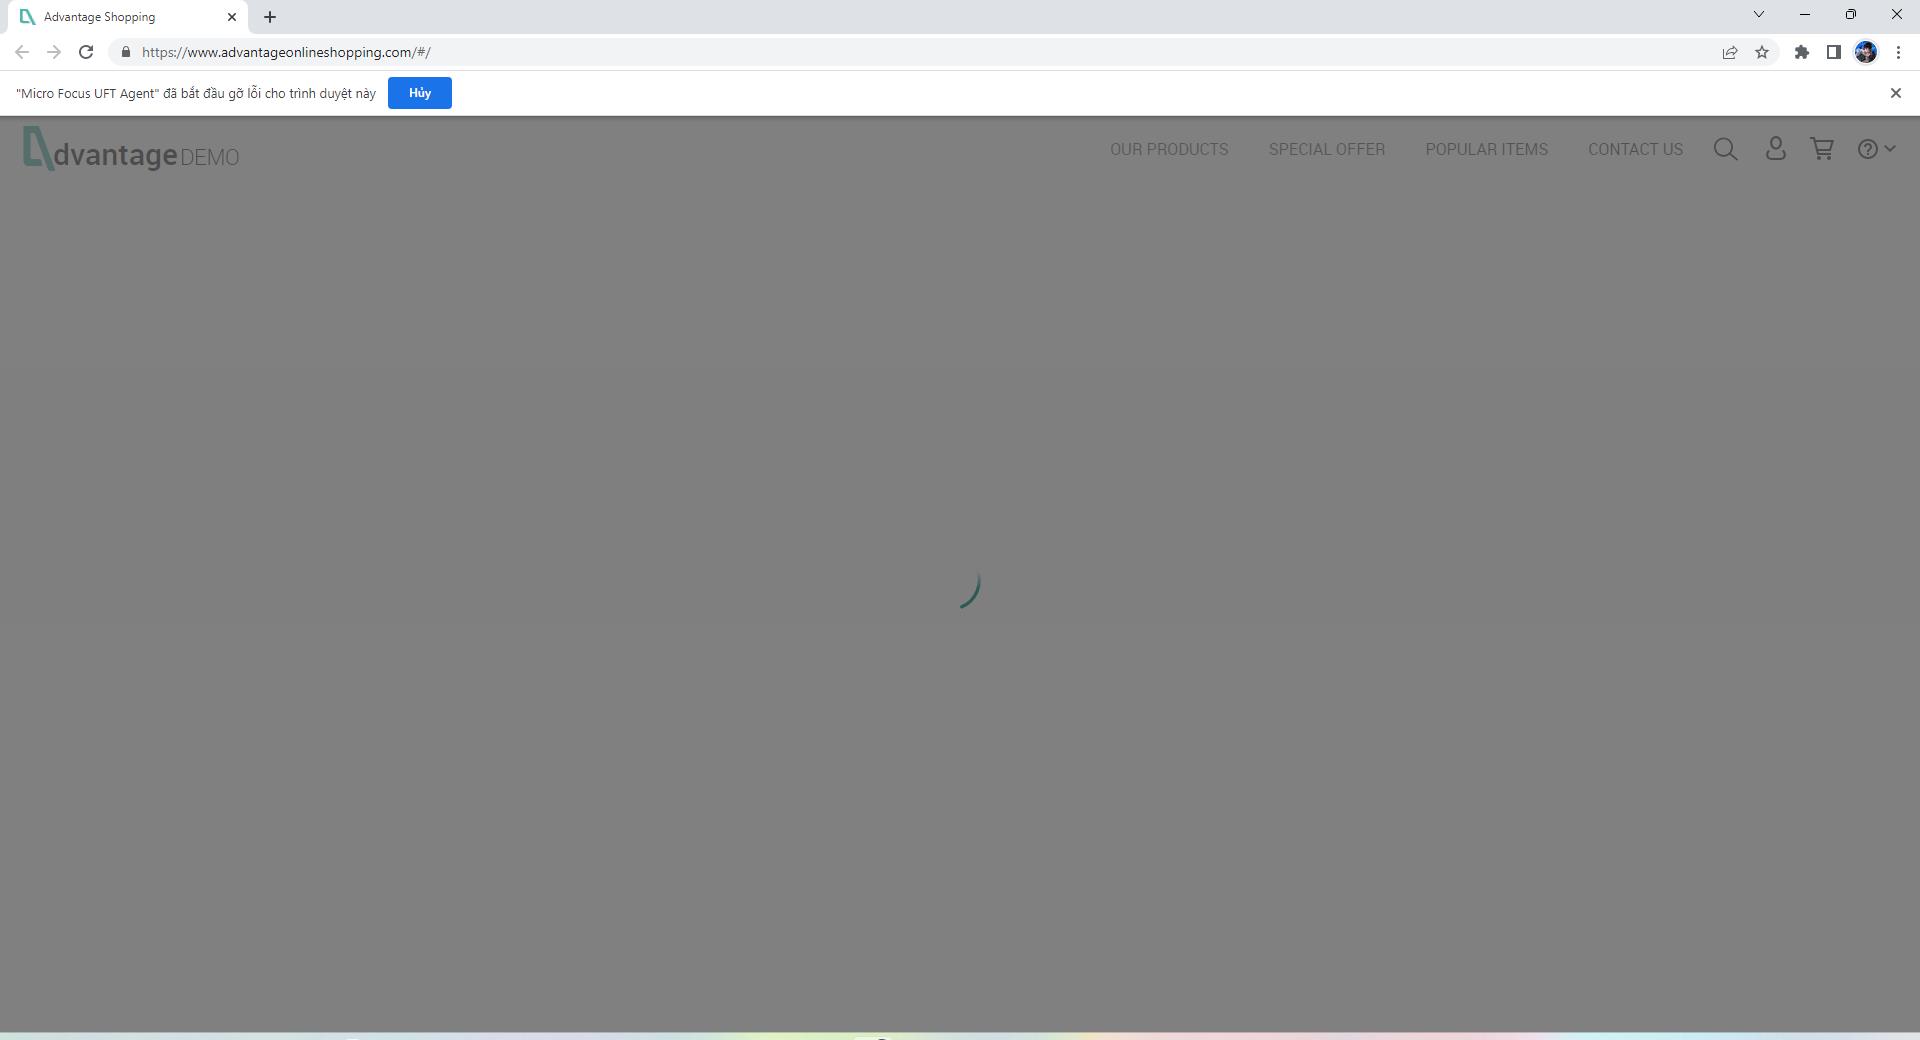 Advantage Shopping
https://www.advantageonlineshopping.com/#/
"Micro Focus UFT Agent" đã bắt đầu gỡ lỗi cho trình duyệt này
Hủy
dvantage DEMO
OUR PRODUCTS
SPECIAL OFFER
POPULAR ITEMS
CONTACT US